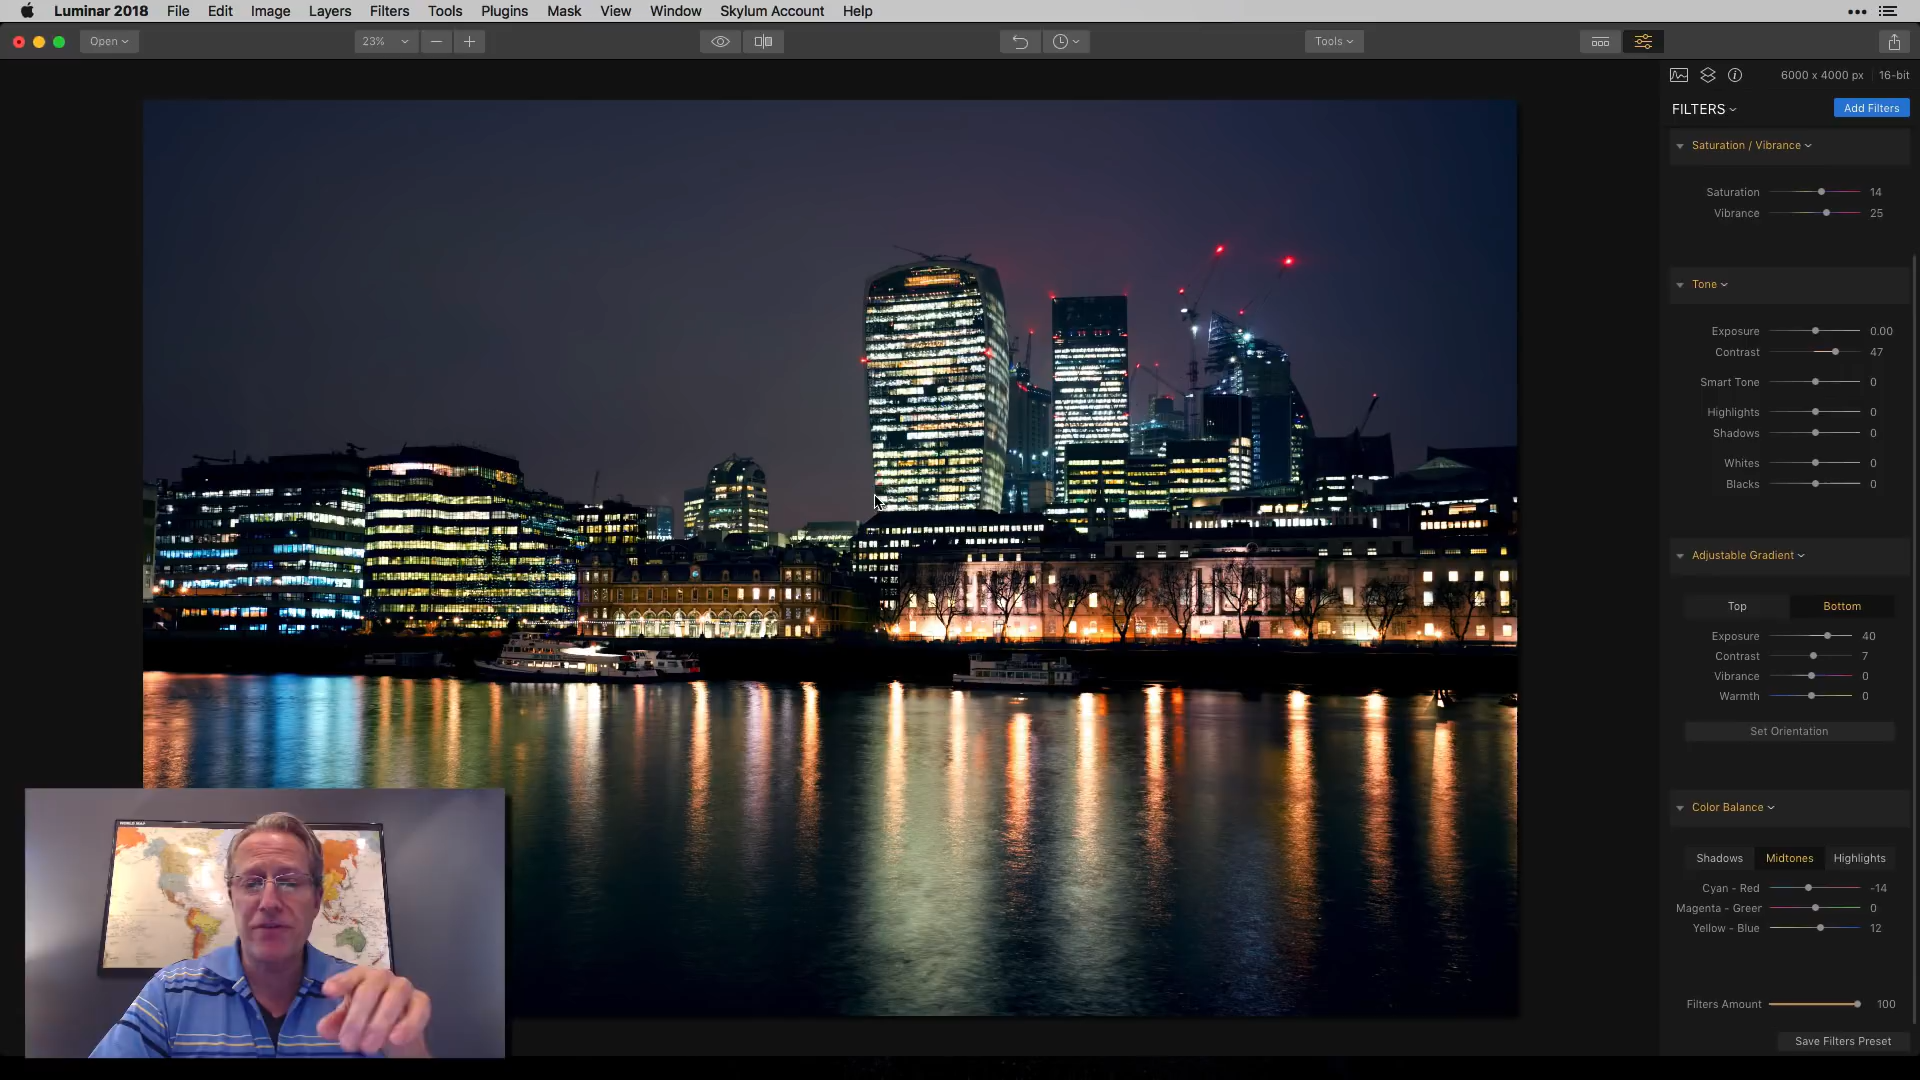 Luminar 2018 File Edit Image Layers Filters Tools Plugins Mask View Window Skylum Account Help
Open 23% Tools
6000 x 4000 px 16-bit
FILTERS Add Filters
Saturation / Vibrance
Saturation 14
Vibrance 25
Tone
Exposure 0.00
Contrast 47
Smart Tone 0
Highlights 0
Shadows 0
Whites 0
Blacks 0
Adjustable Gradient
Top Bottom
Exposure 40
Contrast 7
Vibrance 0
Warmth 0
Set Orientation
Color Balance
Shadows Midtones Highlights
Cyan - Red -14
Magenta - Greer 0
Yellow - Blue 12
Filters Amount 100
Save Filters Preset